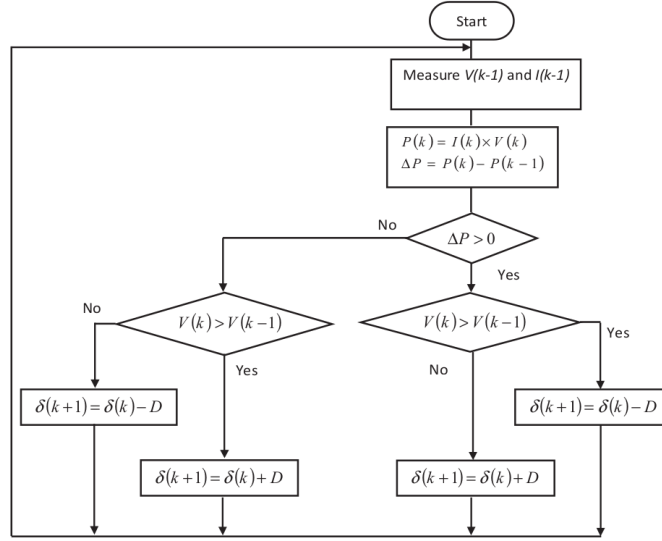 Start
Measure V(k-1) and I(k-1)
P(k) = I(k)×V(k)
ΔP = P(k) − P(k−1)
No
ΔP > 0
Yes
No
V(k) > V(k−1)
V(k) > V(k−1)
Yes
Yes
No
δ(k+1) = δ(k) − D
δ(k+1) = δ(k) − D
δ(k+1) = δ(k) + D
δ(k+1) = δ(k) + D